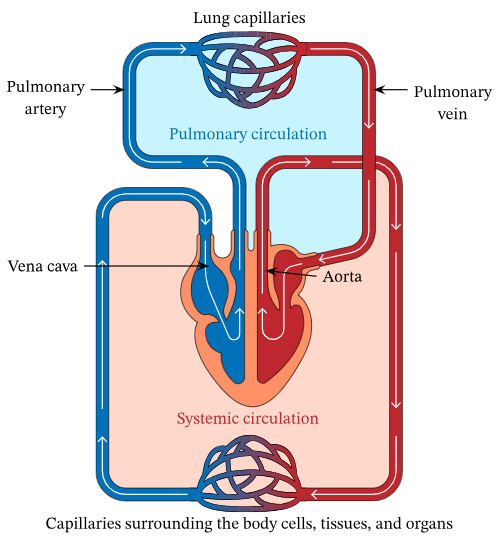 Lung capillaries
Pulmonary
artery
Pulmonary
vein
Pulmonary circulation
Vena cava
Aorta
Systemic circulation
Capillaries surrounding the body cells, tissues, and organs